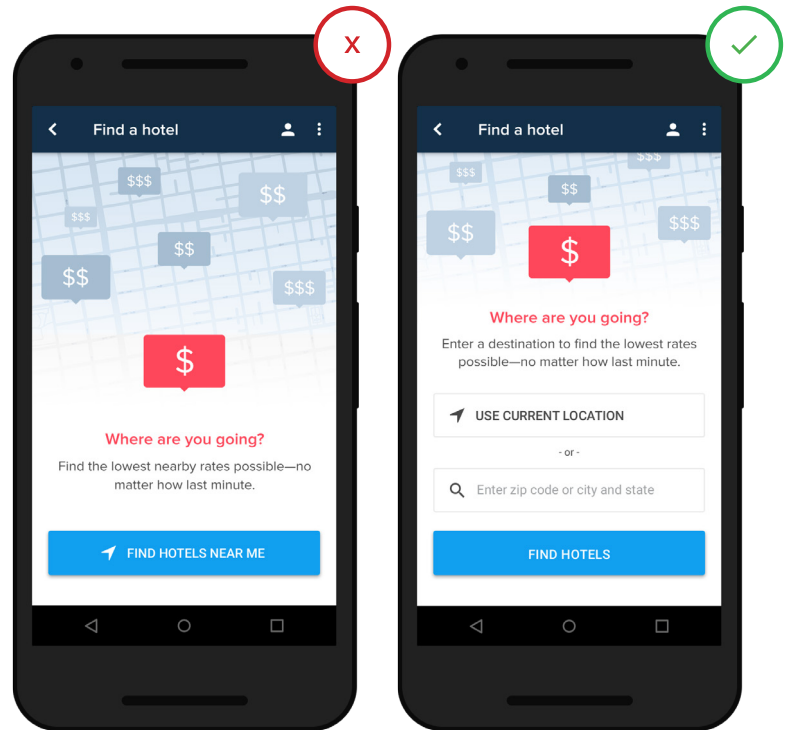 X
Find a hotel
$$$
$$
$$$
$$
$$
$$$
$
Where are you going?
Find the lowest nearby rates possible—no
matter how last minute.
FIND HOTELS NEAR ME
Find a hotel
$$$
$$$
$$
$$
$$$
$
Where are you going?
Enter a destination to find the lowest rates
possible—no matter how last minute.
USE CURRENT LOCATION
- or -
Enter zip code or city and state
FIND HOTELS